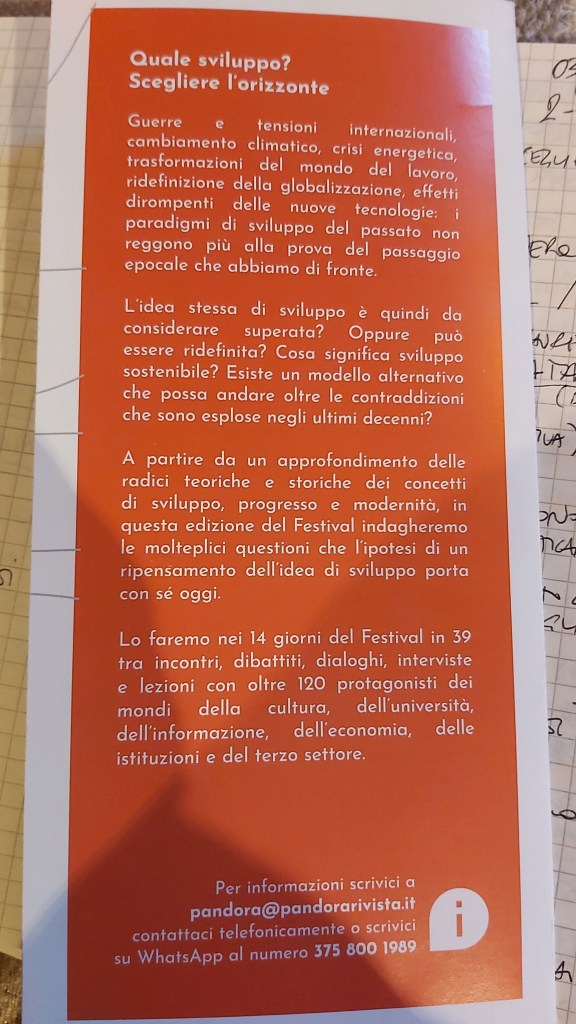 Quale sviluppo?
Scegliere l'orizzonte
Guerre e tensioni internazionali,
cambiamento climatico, crisi energetica,
trasformazioni del mondo del lavoro,
ridefinizione della globalizzazione, effetti
dirompenti delle nuove tecnologie: i
paradigmi di sviluppo del passato non
reggono più alla prova del passaggio
epocale che abbiamo di fronte.
L'idea stessa di sviluppo è quindi da
considerare superata? Oppure può
essere ridefinita? Cosa significa sviluppo
sostenibile? Esiste un modello alternativo
che possa andare oltre le contraddizioni
che sono esplose negli ultimi decenni?
A partire da un approfondimento delle
radici teoriche e storiche dei concetti
di sviluppo, progresso e modernità, in
questa edizione del Festival indagheremo
le molteplici questioni che l'ipotesi di un
ripensamento dell'idea di sviluppo porta
con sé oggi.
Lo faremo nei 14 giorni del Festival in 39
tra incontri, dibattiti, dialoghi, interviste
e lezioni con oltre 120 protagonisti dei
mondi della cultura, dell'università,
dell'informazione, dell'economia, delle
istituzioni e del terzo settore.
Per informazioni scrivici a
pandora@pandorarivista.it
contattaci telefonicamente o scrivici
su WhatsApp al numero 375 800 1989
i